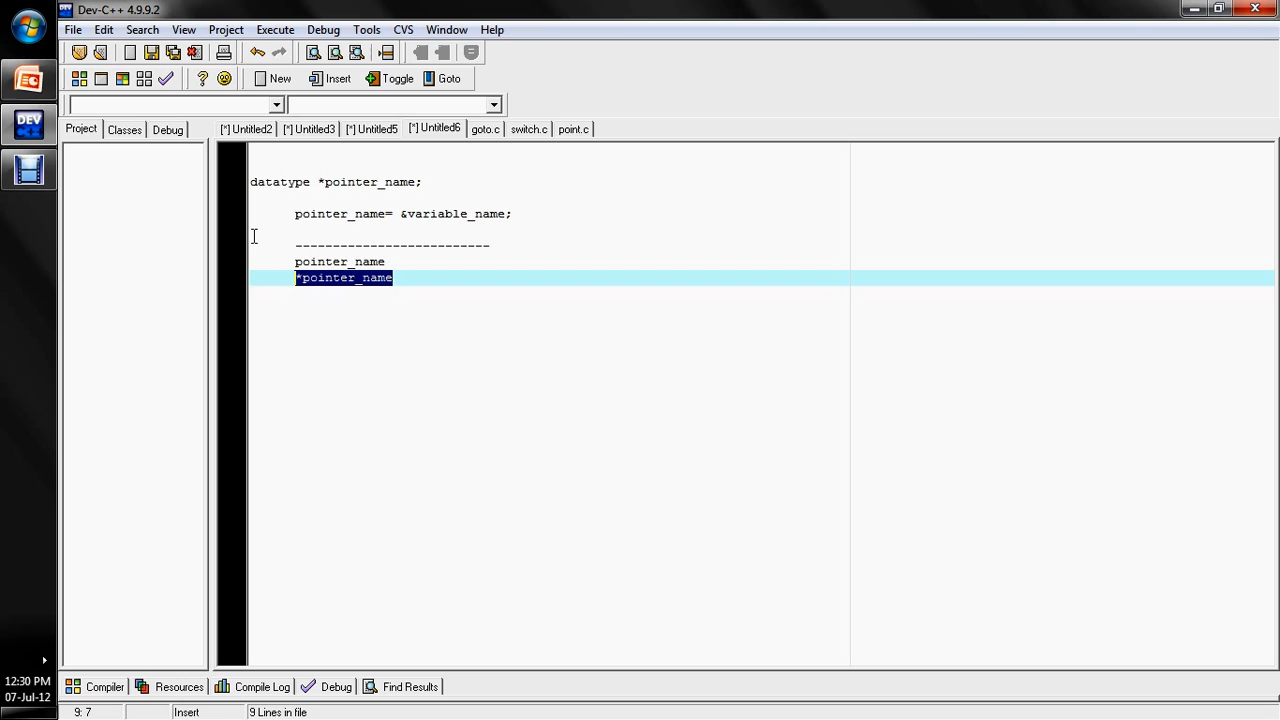 Dev-C++ 4.9.9.2
File Edit Search View Project Execute Debug Tools CVS Window Help
New Insert Toggle Goto
Project Classes Debug [*] Untitled2 [*] Untitled3 [*] Untitled5 [*] Untitled6 goto.c switch.c point.c
datatype *pointer_name;
pointer_name= &variable_name;
--------------------------
pointer_name
*pointer_name
DEV
Compiler Resources Compile Log Debug Find Results
12:30 PM
07-Jul-12
9: 7 Insert 9 Lines in file